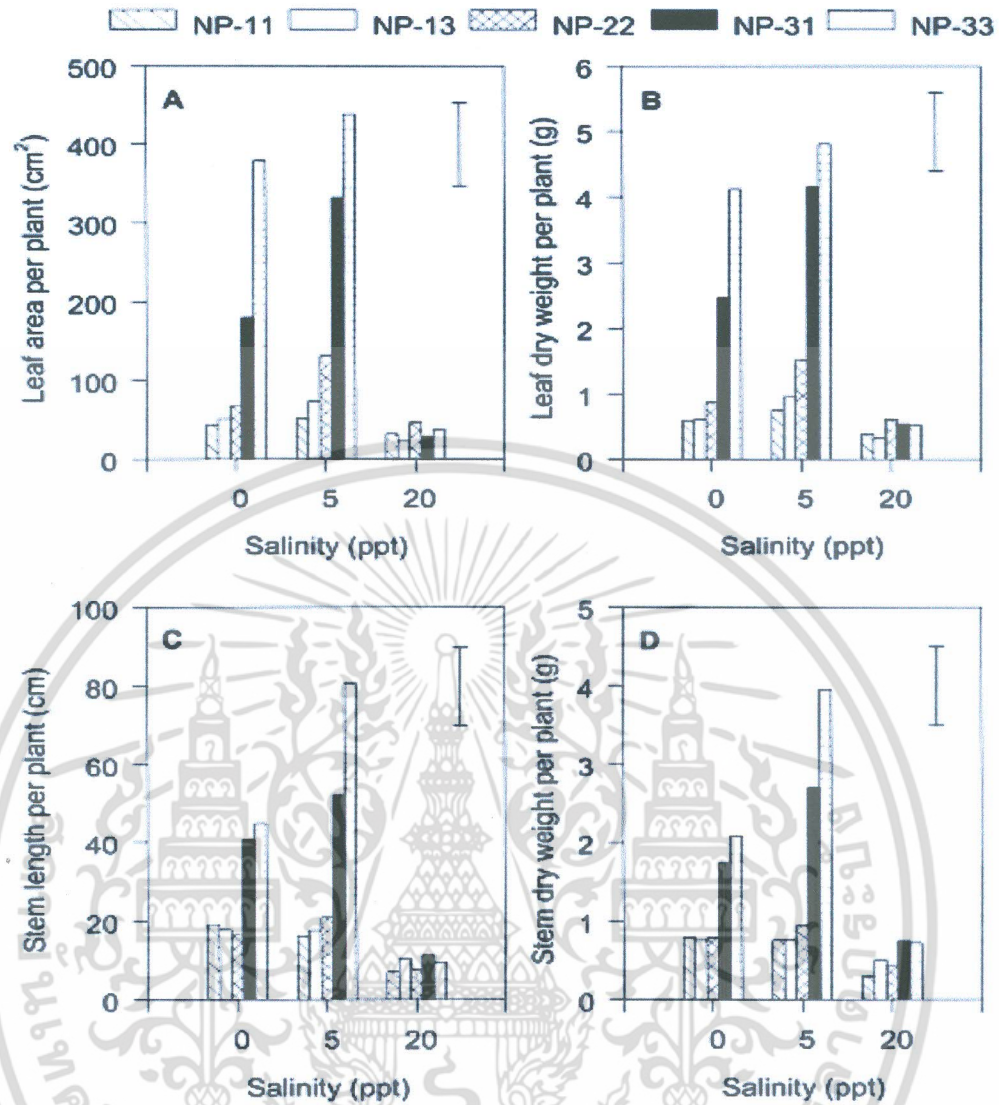 NP-11 NP-13 NP-22 NP-31 NP-33
A
Leaf area per plant (cm²)
500
400
300
200
100
0
0 5 20
Salinity (ppt)
B
Leaf dry weight per plant (g)
6
5
4
3
2
1
0
0 5 20
Salinity (ppt)
C
Stem length per plant (cm)
100
80
60
40
20
0
0 5 20
Salinity (ppt)
D
Stem dry weight per plant (g)
5
4
3
2
1
0
0 5 20
Salinity (ppt)